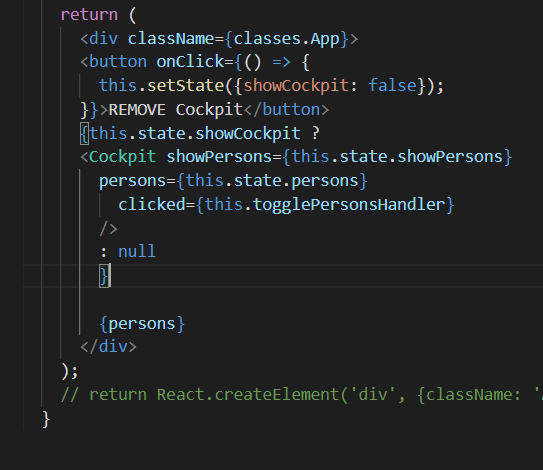 return (
<div className={classes.App}>
<button onClick={() => {
this.setState({showCockpit: false});
}}>REMOVE Cockpit</button>
{this.state.showCockpit ?
<Cockpit showPersons={this.state.showPersons}
persons={this.state.persons}
clicked={this.togglePersonsHandler}
/>
: null
}
{persons}
</div>
);
// return React.createElement('div', {className: '
}